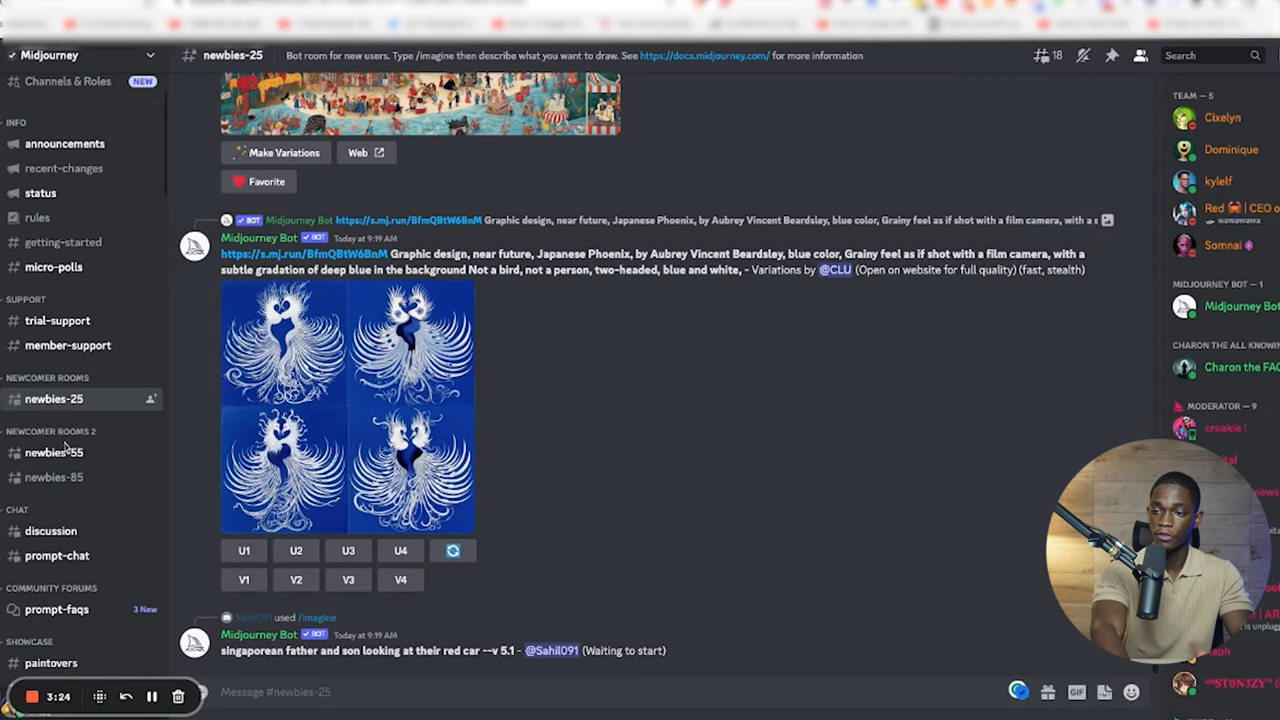 Midjourney
newbies-25
Bot room for new users. Type /imagine then describe what you want to draw. See https://docs.midjourney.com/ for more information
18
Search
Channels & Roles
NEW
INFO
announcements
recent-changes
status
rules
getting-started
micro-polls
SUPPORT
trial-support
member-support
NEWCOMER ROOMS
newbies-25
NEWCOMER ROOMS 2
newbies-55
newbies-85
CHAT
discussion
prompt-chat
COMMUNITY FORUMS
prompt-faqs
3 New
SHOWCASE
paintovers
3:24
Make Variations
Web
Favorite
BOT Midjourney Bot https://s.mj.run/BfmQBtW6BnM Graphic design, near future, Japanese Phoenix, by Aubrey Vincent Beardsley, blue color, Grainy feel as if shot with a film camera, with a s
Midjourney Bot BOT Today at 9:19 AM
https://s.mj.run/BfmQBtW6BnM Graphic design, near future, Japanese Phoenix, by Aubrey Vincent Beardsley, blue color, Grainy feel as if shot with a film camera, with a
subtle gradation of deep blue in the background Not a bird, not a person, two-headed, blue and white, - Variations by @CLU (Open on website for full quality) (fast, stealth)
U1 U2 U3 U4
V1 V2 V3 V4
Sahil091 used /imagine
Midjourney Bot BOT Today at 9:19 AM
singaporean father and son looking at their red car --v 5.1 - @Sahil091 (Waiting to start)
Message #newbies-25
GIF
TEAM — 5
Cixelyn
Dominique
kylelf
Red | CEO o
wawawawa
Somnai
MIDJOURNEY BOT — 1
Midjourney Bot
CHARON THE ALL KNOWIN
Charon the FAQ
MODERATOR — 9
croakie !